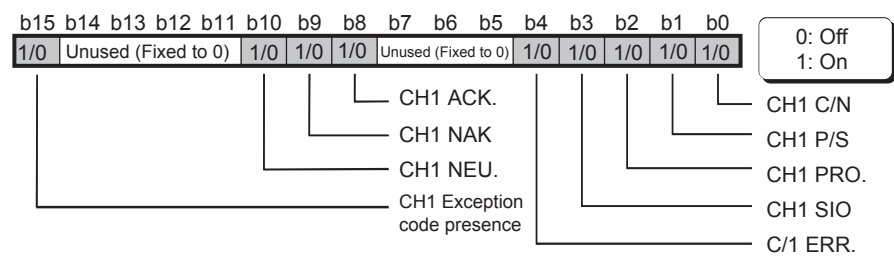 b15 b14 b13 b12 b11 b10 b9 b8 b7 b6 b5 b4 b3 b2 b1 b0
1/0 Unused (Fixed to 0) 1/0 1/0 1/0 Unused (Fixed to 0) 1/0 1/0 1/0 1/0 1/0
0: Off
1: On
CH1 ACK.
CH1 NAK
CH1 NEU.
CH1 Exception
code presence
CH1 C/N
CH1 P/S
CH1 PRO.
CH1 SIO
C/1 ERR.